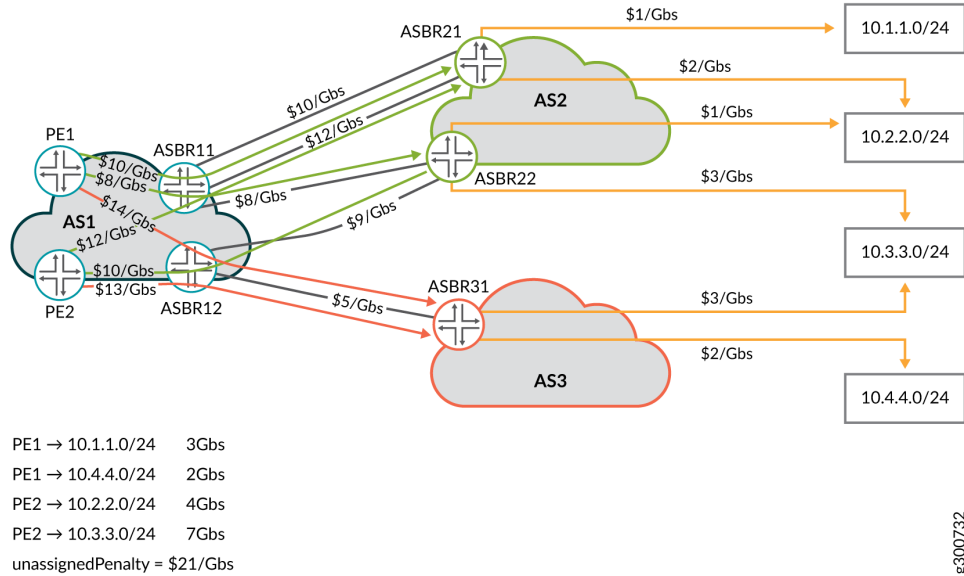 $1/Gbs
ASBR21
10.1.1.0/24
$2/Gbs
$10/Gbs
AS2
$1/Gbs
$12/Gbs
10.2.2.0/24
PE1
ASBR11
$10/Gbs
$8/Gbs
ASBR22
$3/Gbs
$8/Gbs
$14/Gbs
$9/Gbs
AS1
$12/Gbs
10.3.3.0/24
$10/Gbs
$13/Gbs
ASBR31
PE2
ASBR12
$5/Gbs
$3/Gbs
$2/Gbs
AS3
10.4.4.0/24
PE1 → 10.1.1.0/24 3Gbs
PE1 → 10.4.4.0/24 2Gbs
PE2 → 10.2.2.0/24 4Gbs
PE2 → 10.3.3.0/24 7Gbs
unassignedPenalty = $21/Gbs
g300732